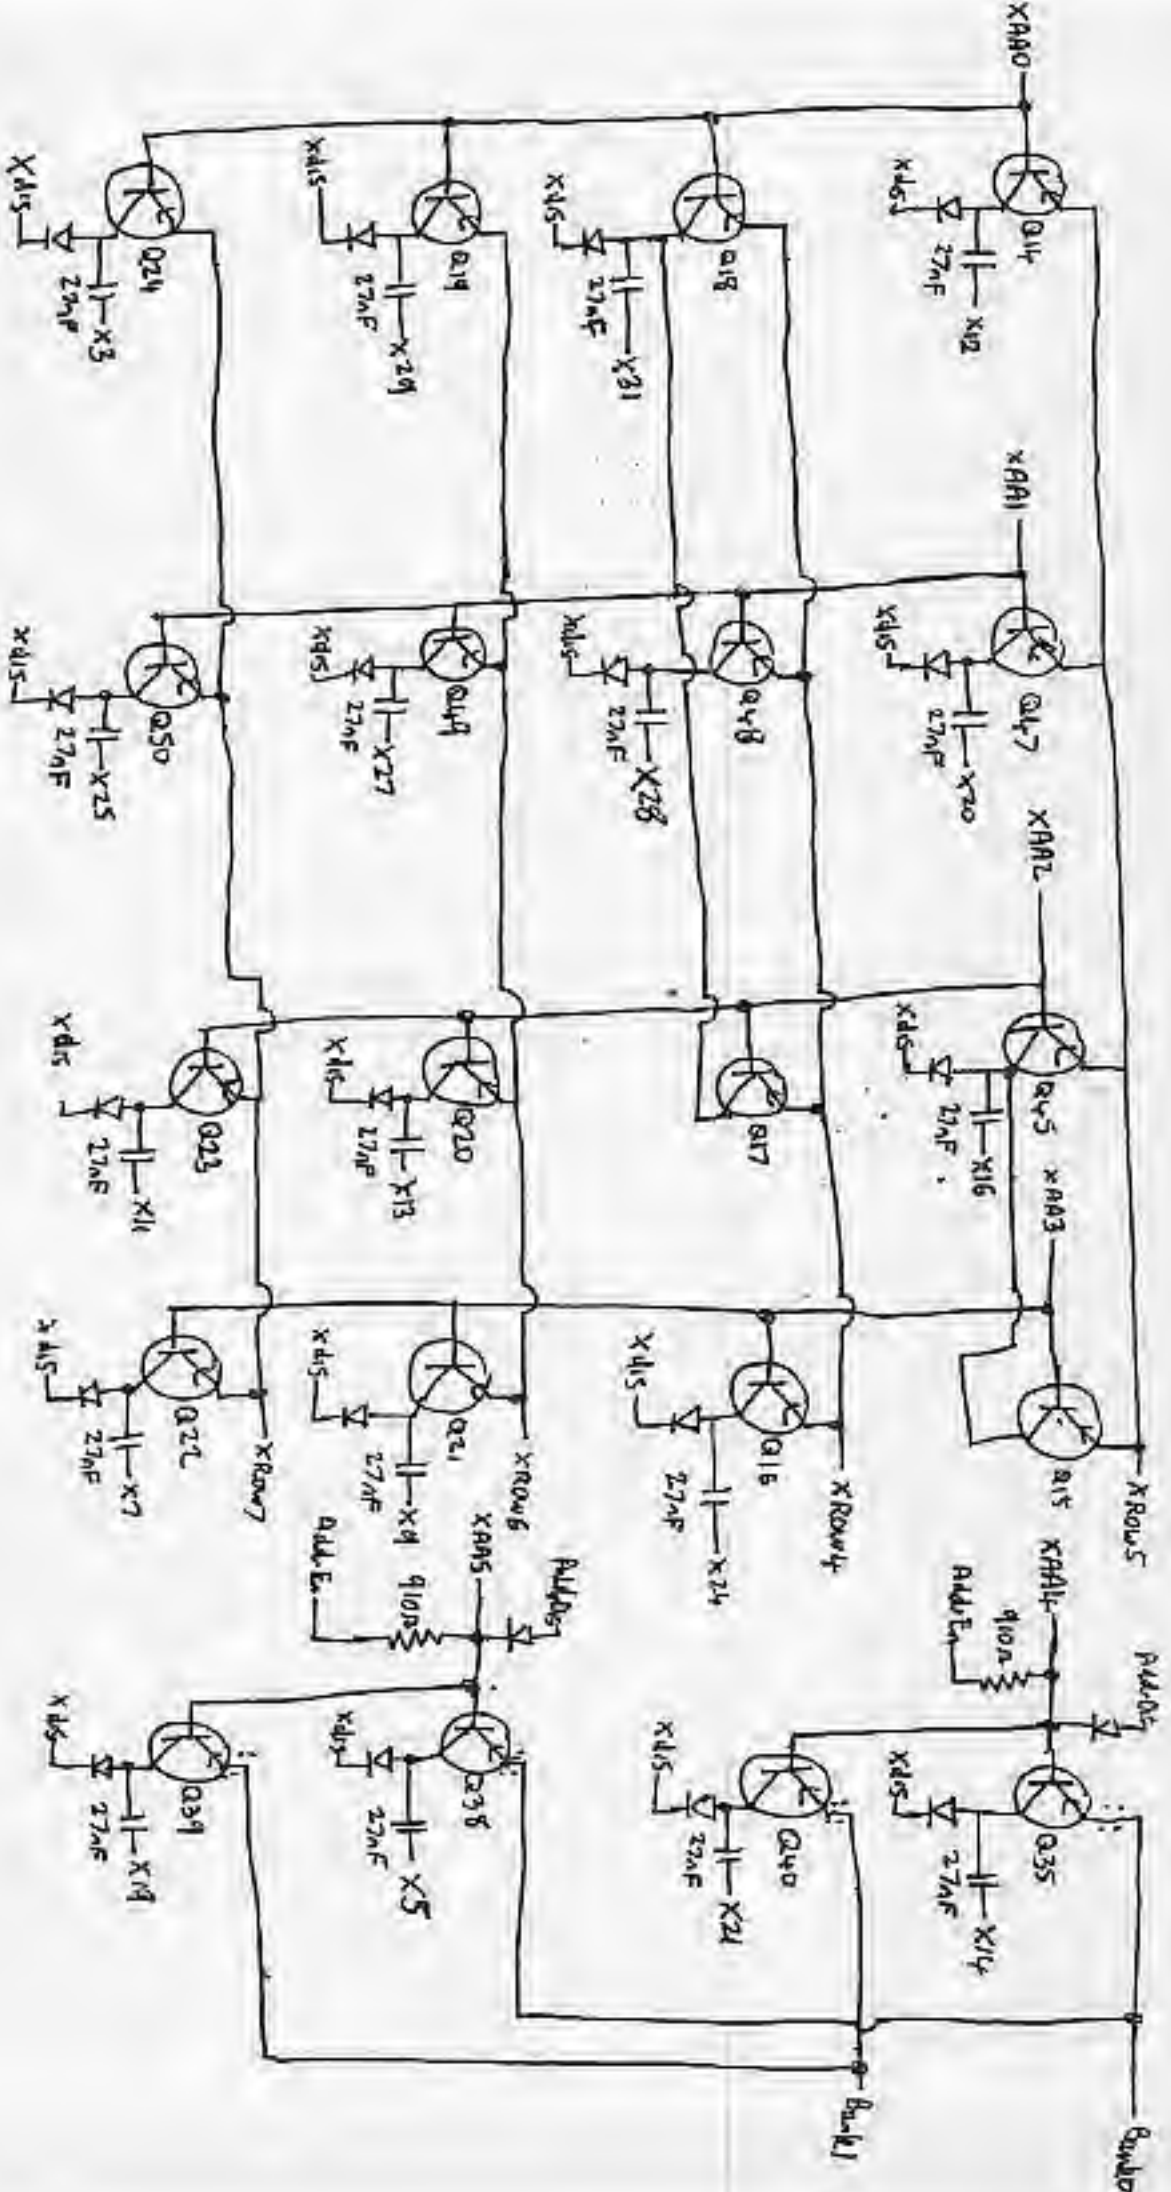 XAA0
Q14
Xdis
27nF
X12
XAA1
Q47
Xdis
27nF
X20
XAA2
Q45
Xdis
27nF
X16
XAA3
Q15
XRow5
XAA4
910Ω
AddrEn
AddrDis
Q35
Xdis
27nF
X14
Bank0
Q18
Xdis
27nF
X31
Q48
Xdis
27nF
X28
Q17
Q16
Xdis
27nF
X24
XRow4
Q40
Xdis
27nF
X21
Bank1
Q19
Xdis
27nF
X29
Q49
Xdis
27nF
X27
Q20
Xdis
27nF
X13
Q21
Xdis
27nF
X9
XRow6
XAA5
910Ω
AddrEn
AddrDis
Q38
Xdis
27nF
X5
Q24
Xdis
27nF
X3
Q50
Xdis
27nF
X25
Q23
Xdis
27nF
X11
Q22
Xdis
27nF
X7
XRow7
Q39
Xdis
27nF
X19